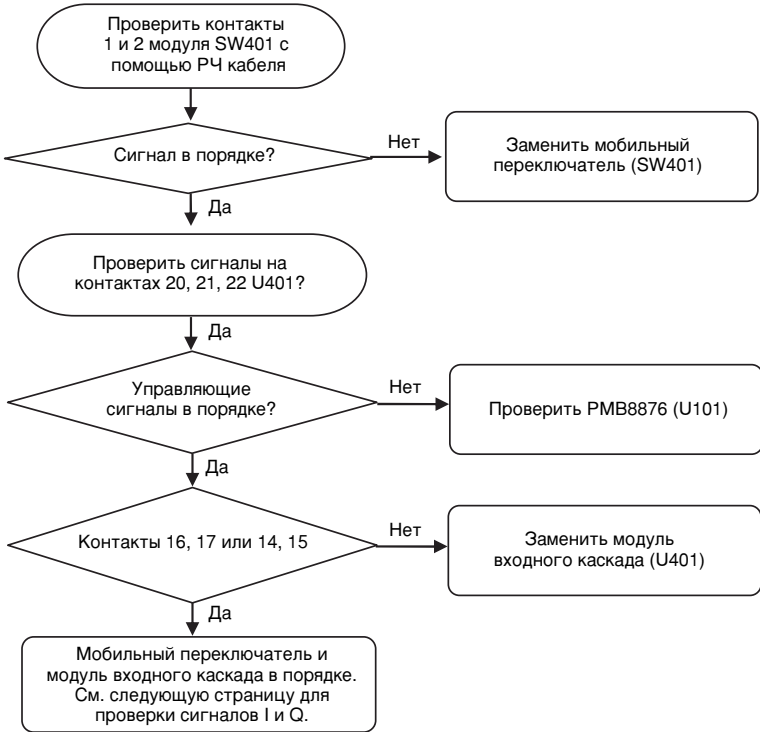 Проверить контакты
1 и 2 модуля SW401 с
помощью РЧ кабеля
Сигнал в порядке?
Нет
Заменить мобильный
переключатель (SW401)
Да
Проверить сигналы на
контактах 20, 21, 22 U401?
Да
Управляющие
сигналы в порядке?
Нет
Проверить PMB8876 (U101)
Да
Контакты 16, 17 или 14, 15
Нет
Заменить модуль
входного каскада (U401)
Да
Мобильный переключатель и
модуль входного каскада в порядке.
См. следующую страницу для
проверки сигналов I и Q.